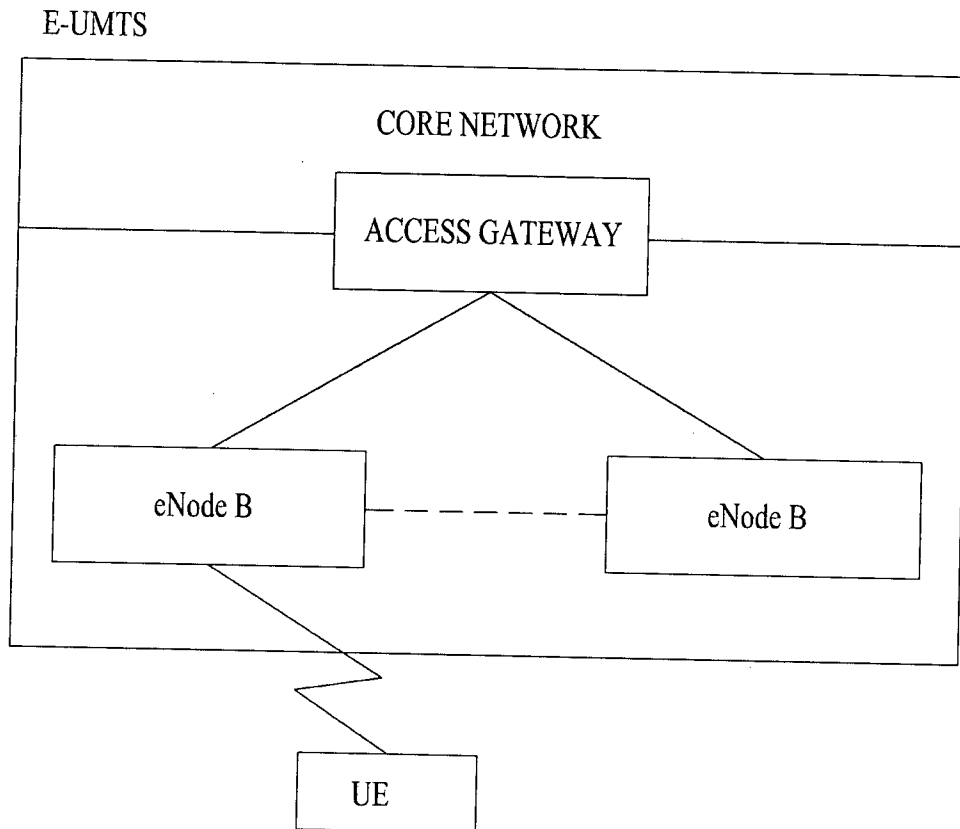 E-UMTS
CORE NETWORK
ACCESS GATEWAY
eNode B
eNode B
UE